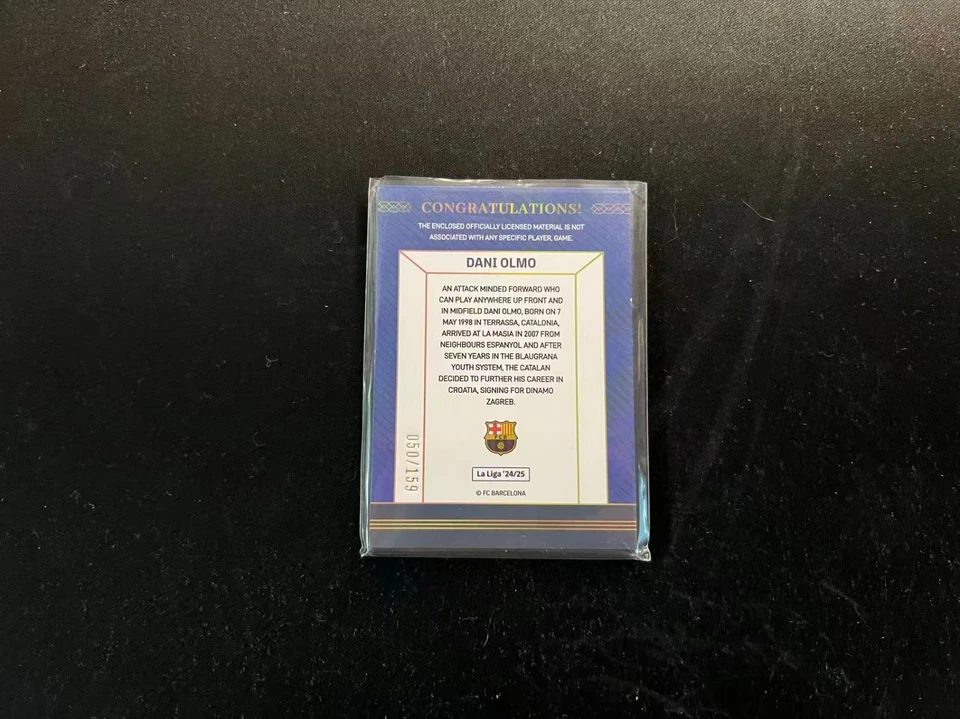 CONGRATULATIONS!
THE ENCLOSED OFFICIALLY LICENSED MATERIAL IS NOT
ASSOCIATED WITH ANY SPECIFIC PLAYER, GAME.
DANI OLMO
AN ATTACK MINDED FORWARD WHO
CAN PLAY ANYWHERE UP FRONT AND
IN MIDFIELD DANI OLMO, BORN ON 7
MAY 1998 IN TERRASSA, CATALONIA,
ARRIVED AT LA MASIA IN 2007 FROM
NEIGHBOURS ESPANYOL AND AFTER
SEVEN YEARS IN THE BLAUGRANA
YOUTH SYSTEM, THE CATALAN
DECIDED TO FURTHER HIS CAREER IN
CROATIA, SIGNING FOR DINAMO
ZAGREB.
FCB
La Liga '24/25
© FC BARCELONA
050/159